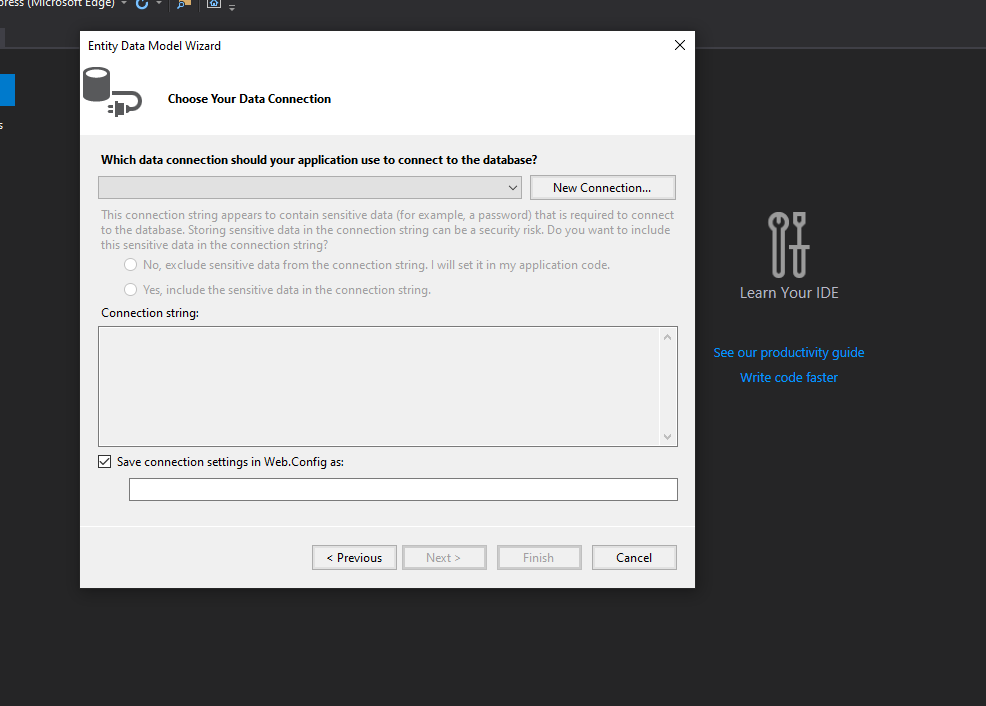 (Microsoft Edge)
Entity Data Model Wizard
Choose Your Data Connection
Which data connection should your application use to connect to the database?
New Connection...
This connection string appears to contain sensitive data (for example, a password) that is required to connect
to the database. Storing sensitive data in the connection string can be a security risk. Do you want to include
this sensitive data in the connection string?
No, exclude sensitive data from the connection string. I will set it in my application code.
Yes, include the sensitive data in the connection string.
Connection string:
Save connection settings in Web.Config as:
< Previous
Next >
Finish
Cancel
Learn Your IDE
See our productivity guide
Write code faster